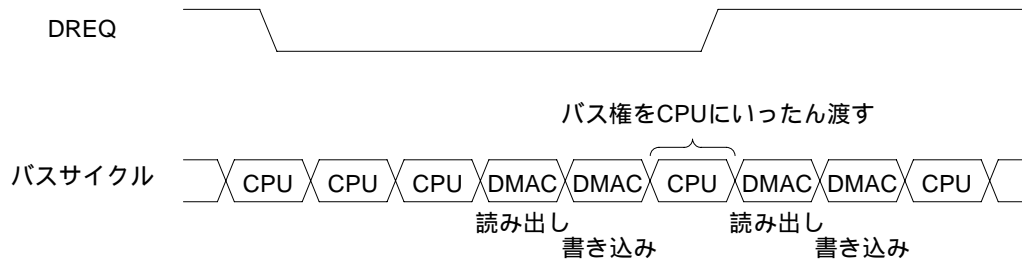 DREQ
バス権をCPUにいったん渡す
バスサイクル CPU CPU CPU DMAC DMAC CPU DMAC DMAC CPU
読み出し 読み出し
書き込み 書き込み